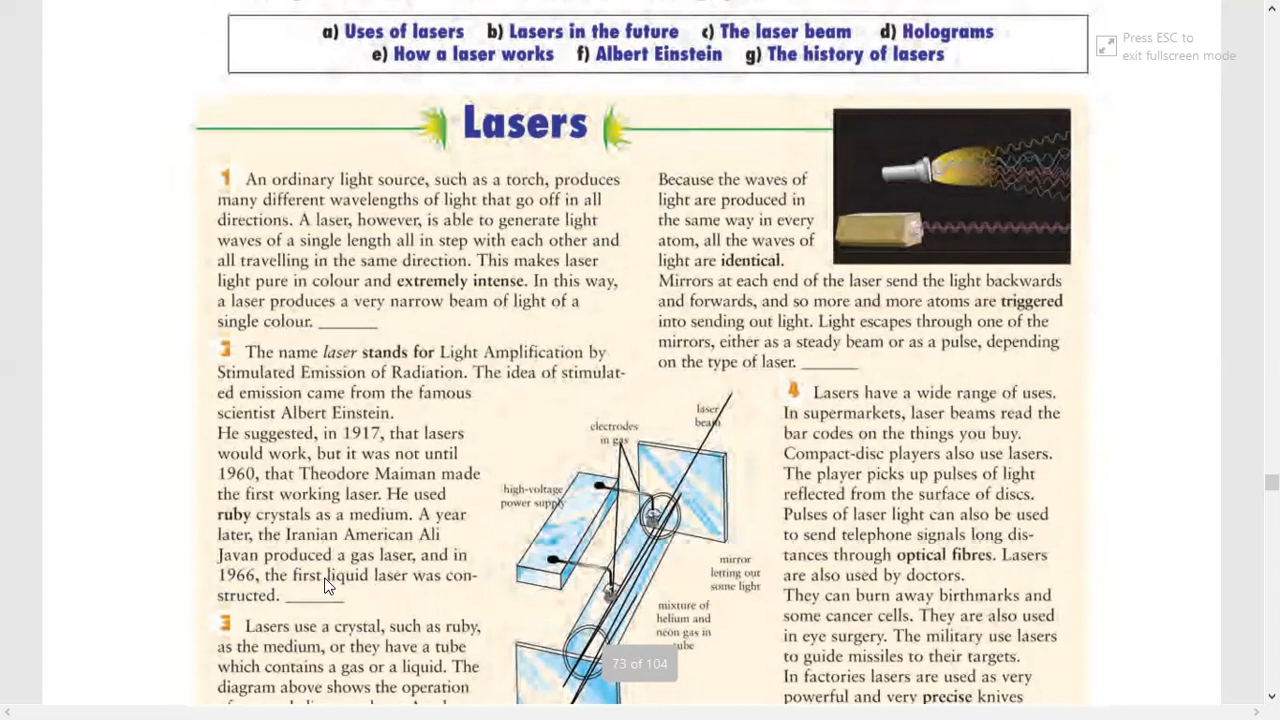 a) Uses of lasers b) Lasers in the future c) The laser beam d) Holograms
e) How a laser works f) Albert Einstein g) The history of lasers
Press ESC to
exit fullscreen mode
Lasers
1 An ordinary light source, such as a torch, produces
many different wavelengths of light that go off in all
directions. A laser, however, is able to generate light
waves of a single length all in step with each other and
all travelling in the same direction. This makes laser
light pure in colour and extremely intense. In this way,
a laser produces a very narrow beam of light of a
single colour.
2 The name laser stands for Light Amplification by
Stimulated Emission of Radiation. The idea of stimulat-
ed emission came from the famous
scientist Albert Einstein.
He suggested, in 1917, that lasers
would work, but it was not until
1960, that Theodore Maiman made
the first working laser. He used
ruby crystals as a medium. A year
later, the Iranian American Ali
Javan produced a gas laser, and in
1966, the first liquid laser was con-
structed.
3 Lasers use a crystal, such as ruby,
as the medium, or they have a tube
which contains a gas or a liquid. The
diagram above shows the operation
Because the waves of
light are produced in
the same way in every
atom, all the waves of
light are identical.
Mirrors at each end of the laser send the light backwards
and forwards, and so more and more atoms are triggered
into sending out light. Light escapes through one of the
mirrors, either as a steady beam or as a pulse, depending
on the type of laser.
laser
beam
electrodes
in gas
high-voltage
power supply
mirror
letting out
some light
mixture of
helium and
neon gas in
tube
4 Lasers have a wide range of uses.
In supermarkets, laser beams read the
bar codes on the things you buy.
Compact-disc players also use lasers.
The player picks up pulses of light
reflected from the surface of discs.
Pulses of laser light can also be used
to send telephone signals long dis-
tances through optical fibres. Lasers
are also used by doctors.
They can burn away birthmarks and
some cancer cells. They are also used
in eye surgery. The military use lasers
to guide missiles to their targets.
In factories lasers are used as very
powerful and very precise knives
73 of 104